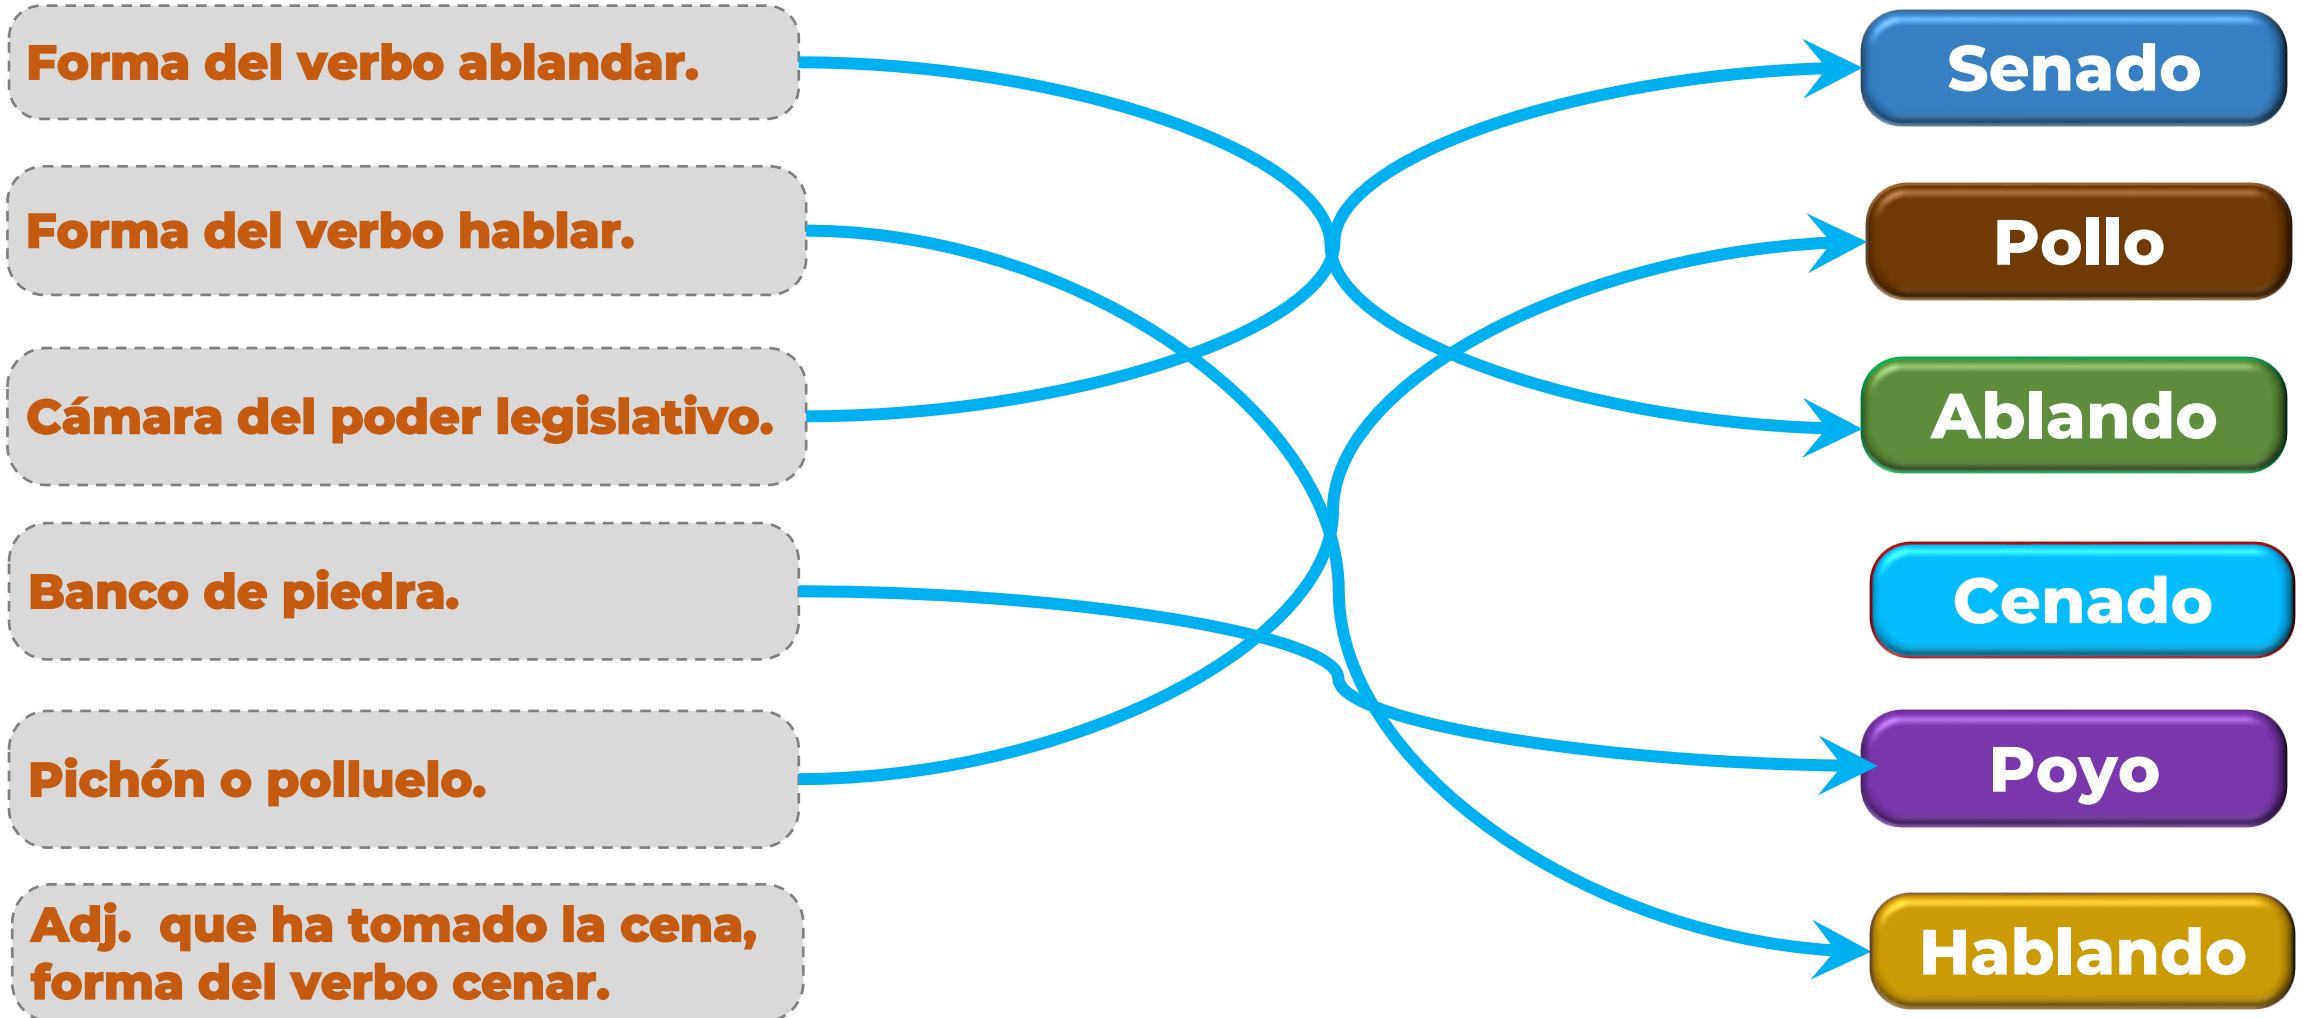 Forma del verbo ablandar.
Forma del verbo hablar.
Cámara del poder legislativo.
Banco de piedra.
Pichón o polluelo.
Adj.  que ha tomado la cena,
forma del verbo cenar.
Senado
Pollo
Ablando
Cenado
Poyo
Hablando